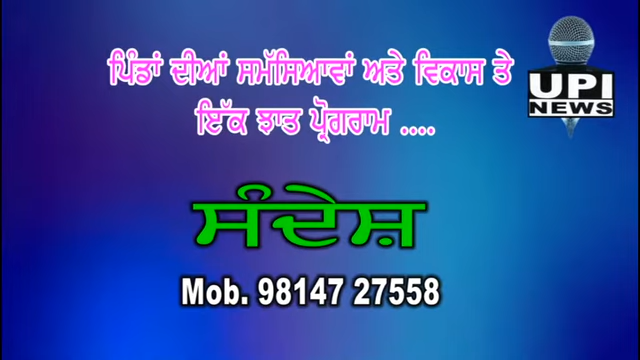 ਪਿੰਡਾਂ ਦੀਆਂ ਸਮੱਸਿਆਵਾਂ ਅਤੇ ਵਿਕਾਸ ਤੇ
ਇੱਕ ਝਾਤ ਪ੍ਰੋਗਰਾਮ ....
UPI
NEWS
ਸੰਦੇਸ਼
Mob. 98147 27558